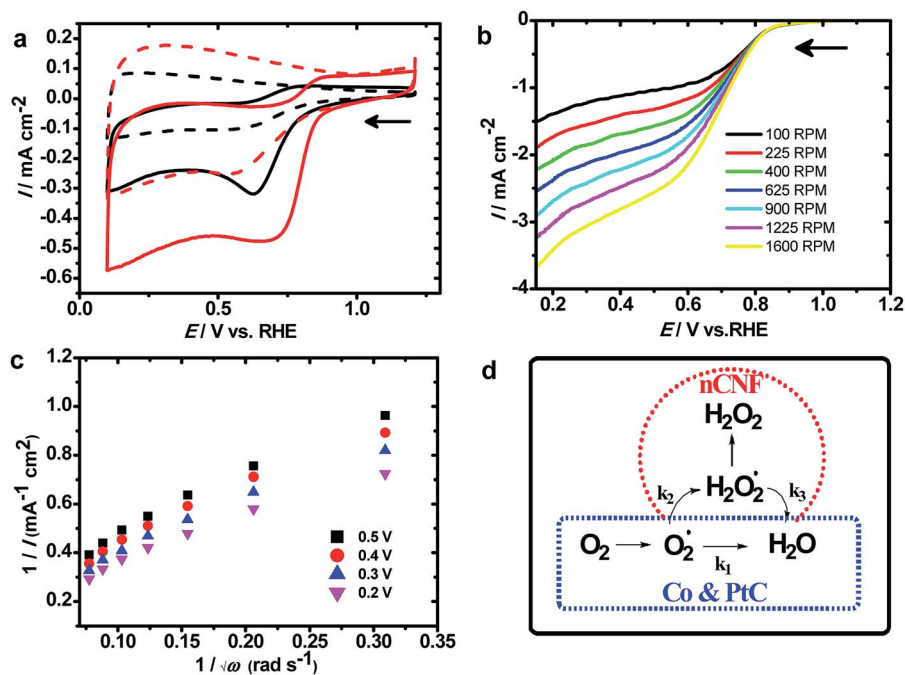 a
0.2
0.1
0.0
-0.1
-0.2
-0.3
-0.4
-0.5
-0.6
I / mA cm-2
0.0
0.5
1.0
E / V vs. RHE
b
0
-1
-2
-3
-4
I / mA cm-2
100 RPM
225 RPM
400 RPM
625 RPM
900 RPM
1225 RPM
1600 RPM
0.2
0.4
0.6
0.8
1.0
1.2
E / V vs.RHE
c
1.2
1.0
0.8
0.6
0.4
0.2
1 / I (mA-1 cm2)
0.5 V
0.4 V
0.3 V
0.2 V
0.10
0.15
0.20
0.25
0.30
0.35
1 / √ω (rad s-1)
d
nCNF
H2O2
k2
H2O2•
k3
O2
O2•
H2O
k1
Co & PtC